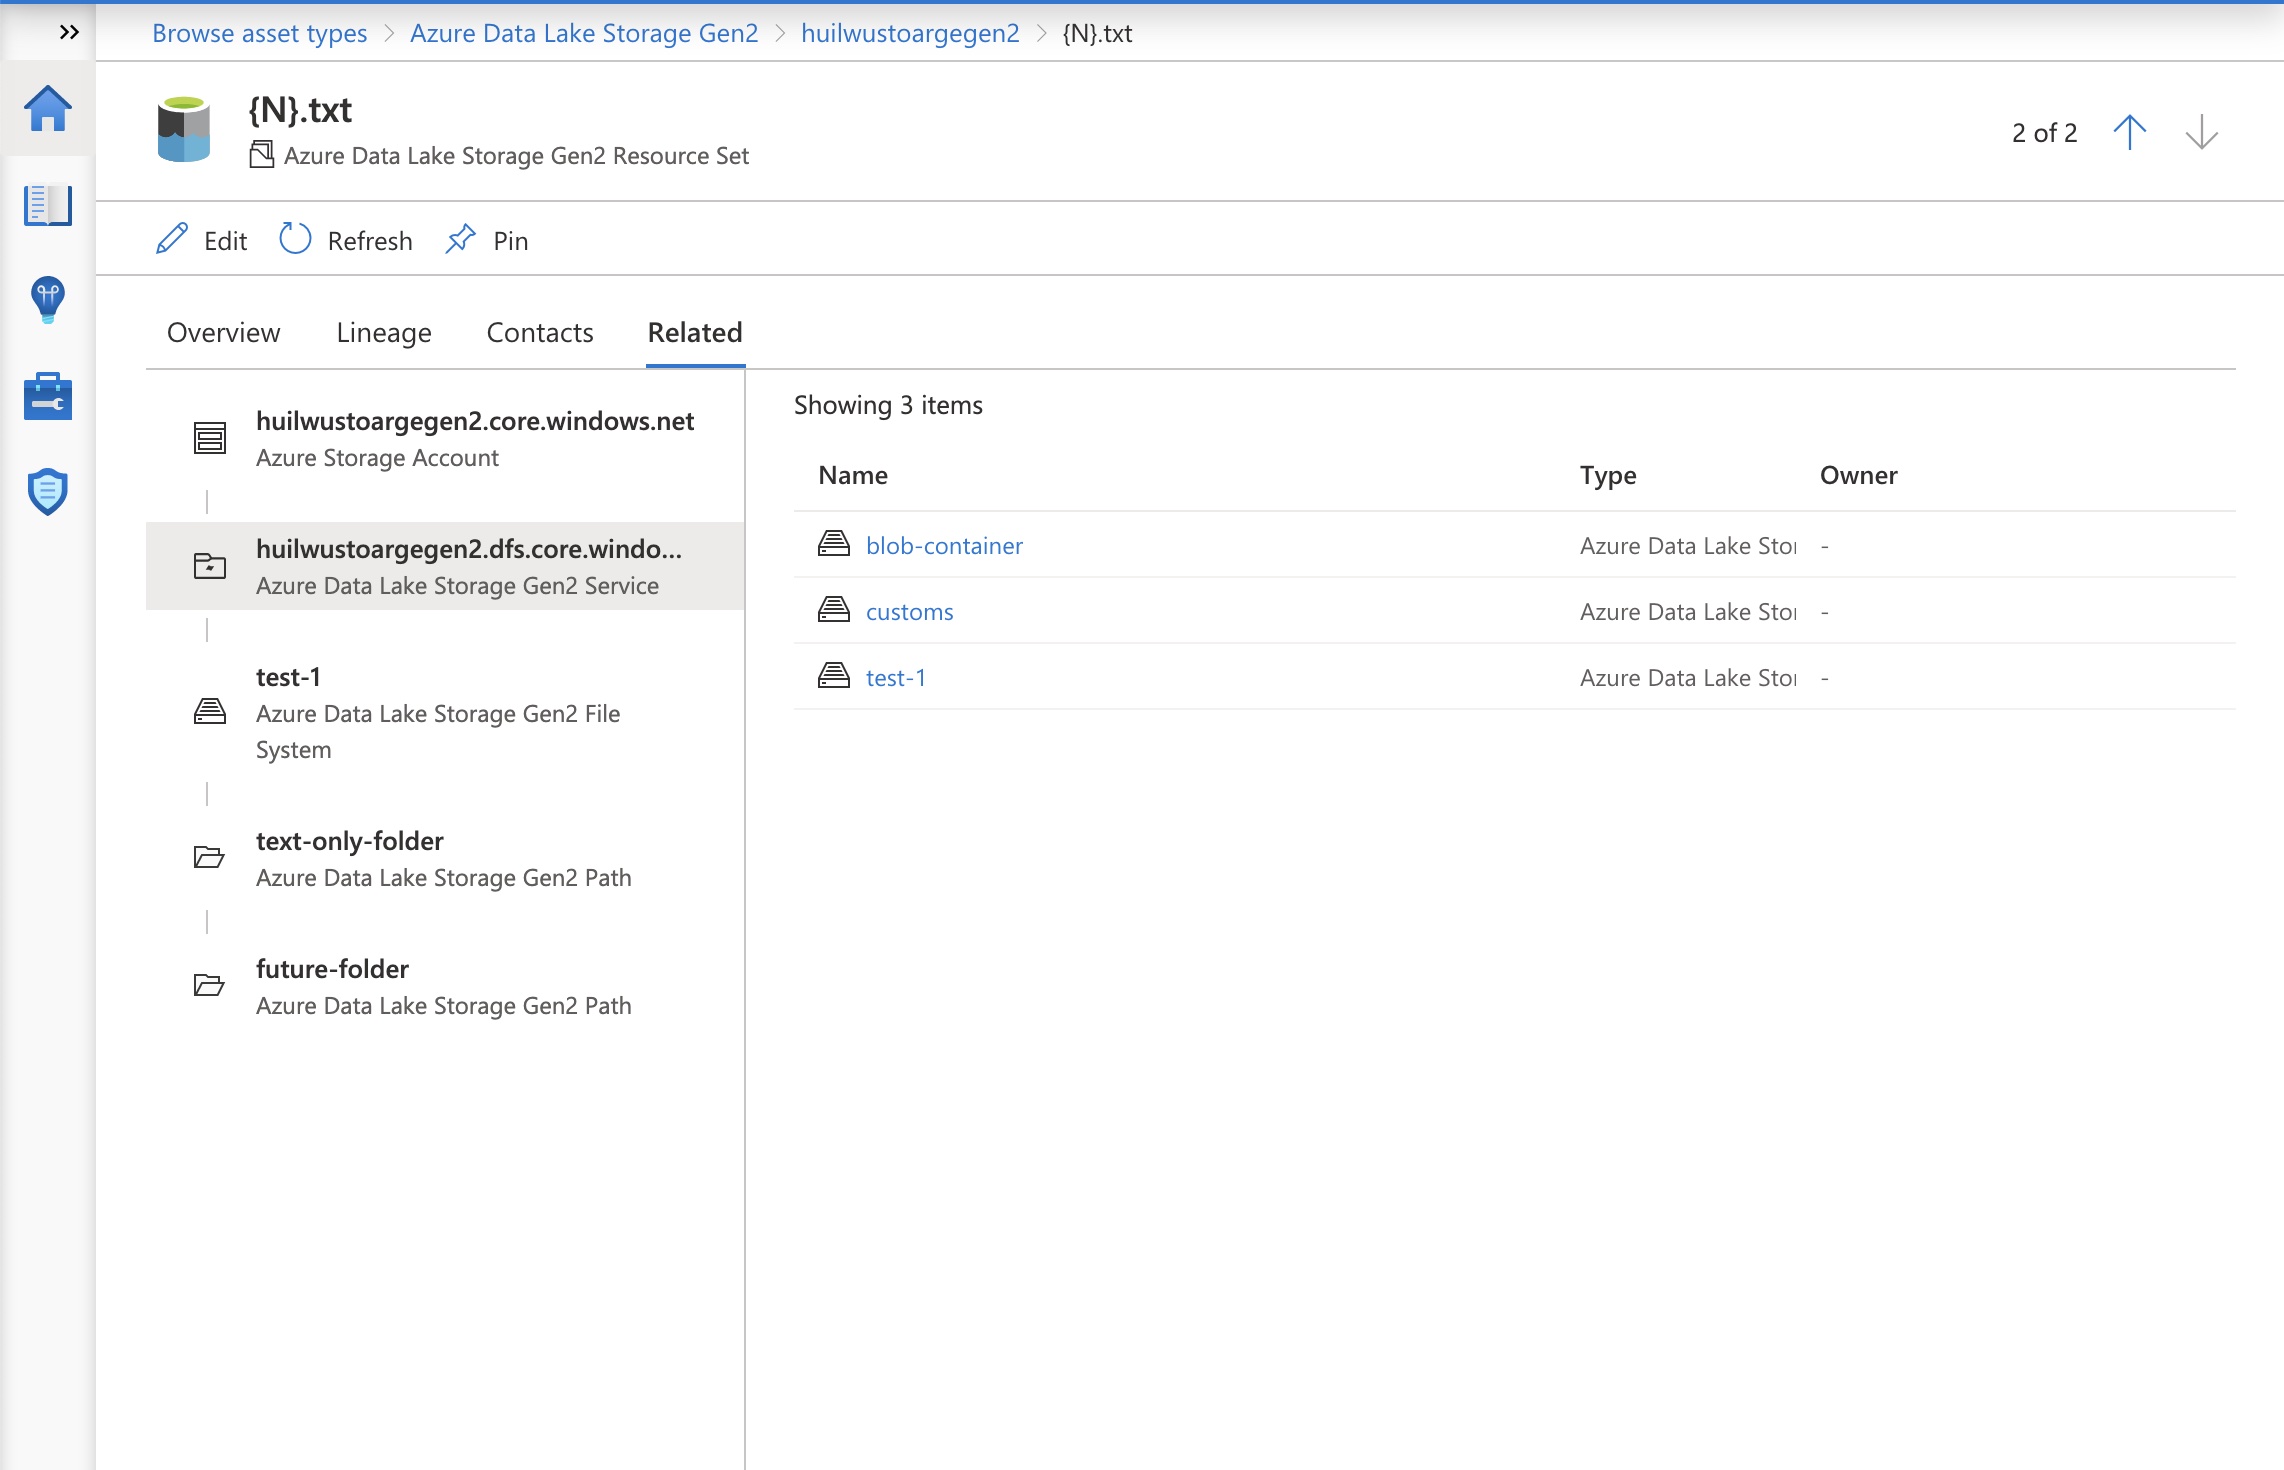 Browse asset types > Azure Data Lake Storage Gen2 > huilwustoargegen2 > {N}.txt
{N}.txt
Azure Data Lake Storage Gen2 Resource Set
2 of 2
Edit Refresh Pin
Overview Lineage Contacts Related
huilwustoargegen2.core.windows.net
Azure Storage Account
huilwustoargegen2.dfs.core.windo...
Azure Data Lake Storage Gen2 Service
test-1
Azure Data Lake Storage Gen2 File
System
text-only-folder
Azure Data Lake Storage Gen2 Path
future-folder
Azure Data Lake Storage Gen2 Path
Showing 3 items
Name Type Owner
blob-container Azure Data Lake Stor -
customs Azure Data Lake Stor -
test-1 Azure Data Lake Stor -